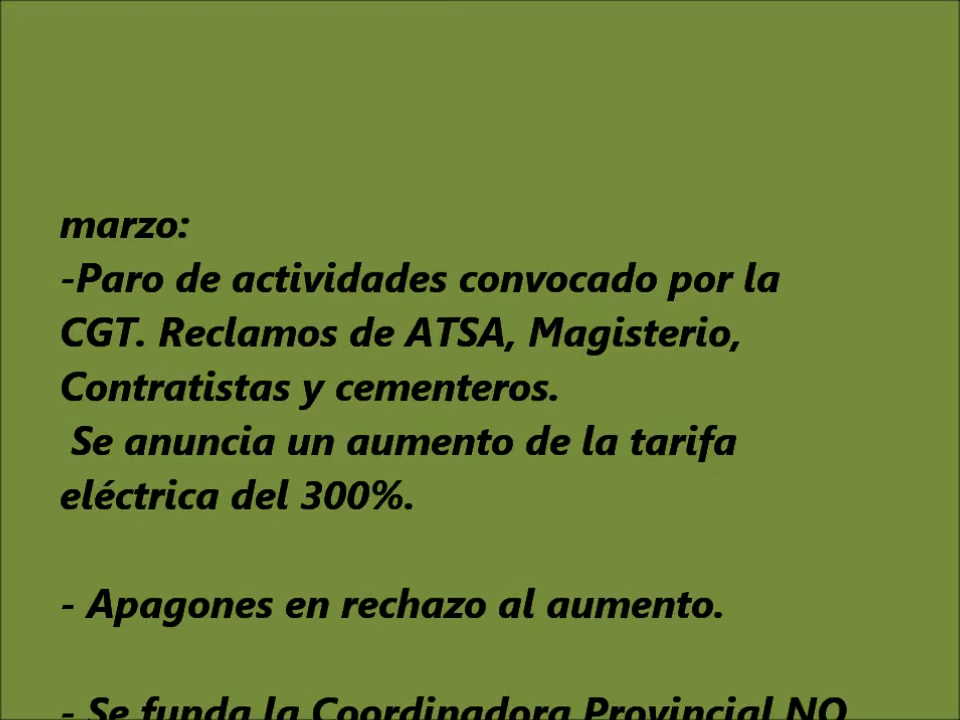 marzo:
-Paro de actividades convocado por la
CGT. Reclamos de ATSA, Magisterio,
Contratistas y cementeros.
Se anuncia un aumento de la tarifa
eléctrica del 300%.
- Apagones en rechazo al aumento.
- Se funda la Coordinadora Provincial NO